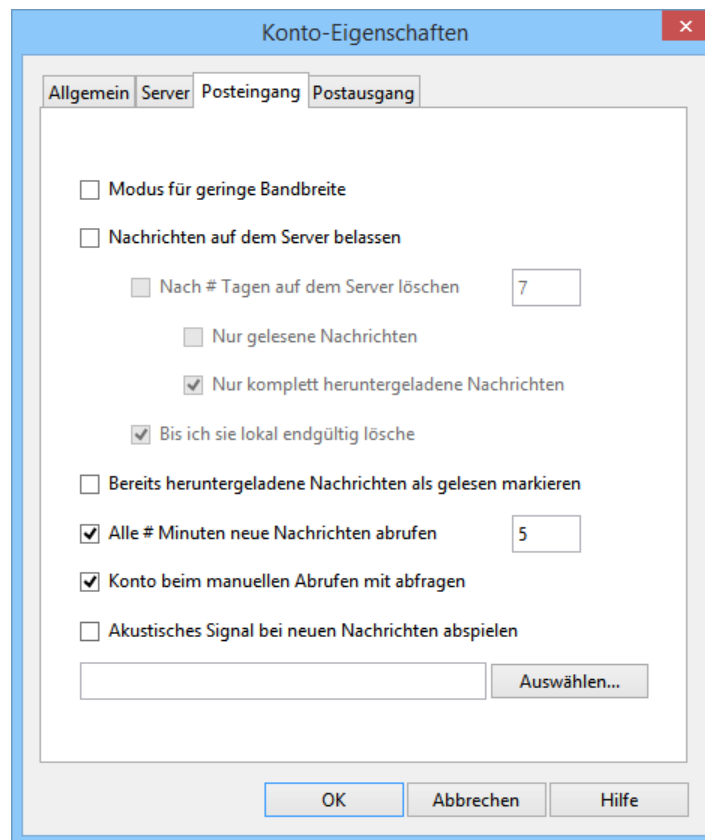 Konto-Eigenschaften
Allgemein Server Posteingang Postausgang
Modus für geringe Bandbreite
Nachrichten auf dem Server belassen
Nach # Tagen auf dem Server löschen 7
Nur gelesene Nachrichten
Nur komplett heruntergeladene Nachrichten
Bis ich sie lokal endgültig lösche
Bereits heruntergeladene Nachrichten als gelesen markieren
Alle # Minuten neue Nachrichten abrufen 5
Konto beim manuellen Abrufen mit abfragen
Akustisches Signal bei neuen Nachrichten abspielen
Auswählen...
OK Abbrechen Hilfe